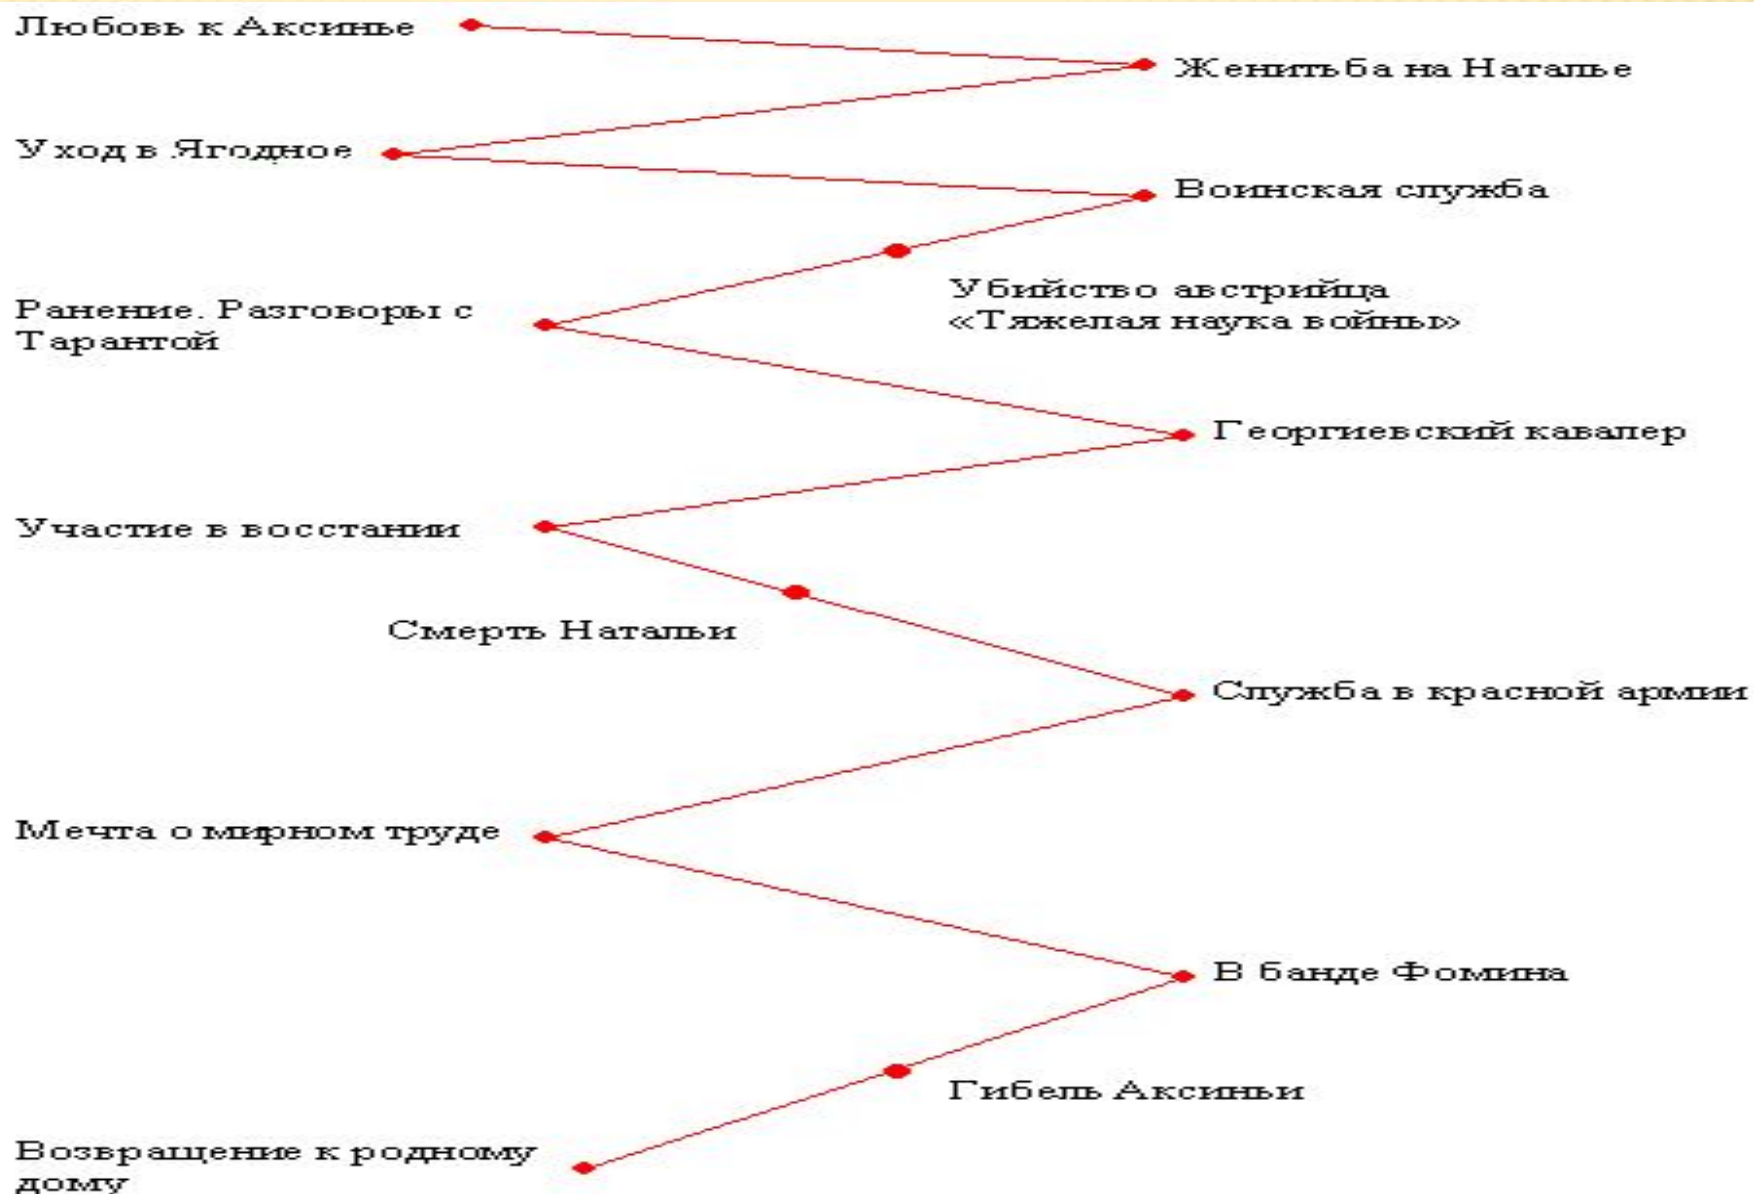 Любовь к Аксинье
Женитьба на Наталье
Уход в Ягодное
Воинская служба
Убийство австрийца
«Тяжелая наука войны»
Ранение. Разговоры с
Тарантой
Георгиевский кавалер
Участие в восстании
Смерть Натальи
Служба в красной армии
Мечта о мирном труде
В банде Фомина
Гибель Аксиньи
Возвращение к родному
дому